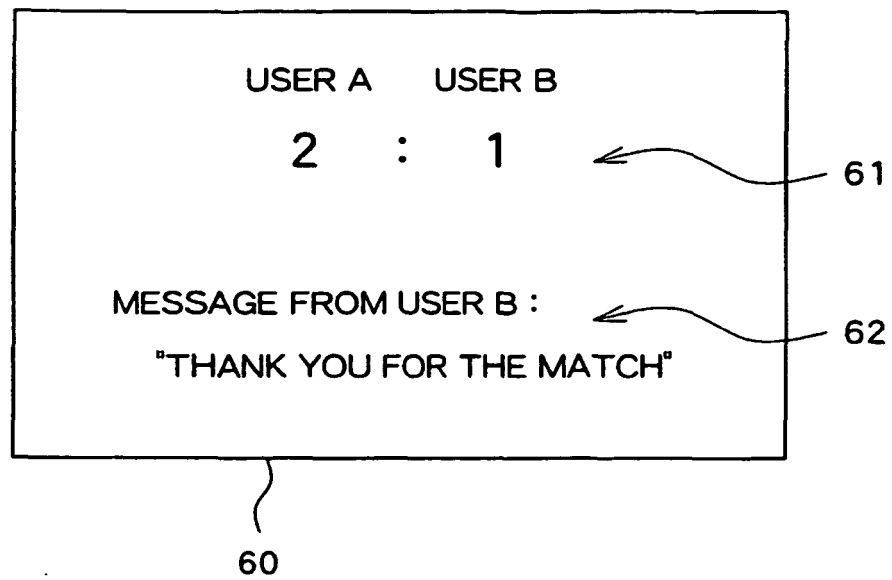 USER A USER B
2 : 1
61
MESSAGE FROM USER B :
62
"THANK YOU FOR THE MATCH"
60